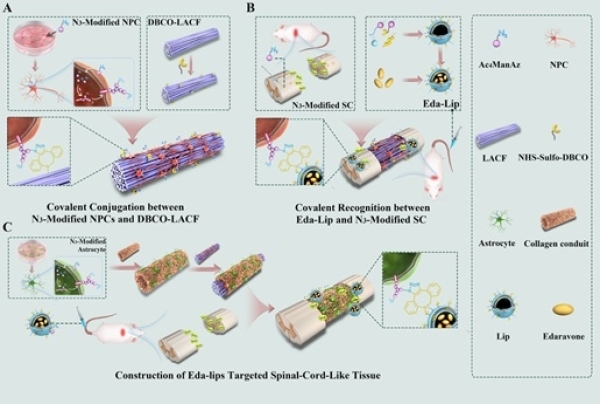 A
N3-Modified NPC
DBCO-LACF
Covalent Conjugation between
N3-Modified NPCs and DBCO-LACF
B
N3-Modified SC
Eda-Lip
Covalent Recognition between
Eda-Lip and N3-Modified SC
C
N3-Modified
Astrocyte
Construction of Eda-lips Targeted Spinal-Cord-Like Tissue
Ac4ManAz
NPC
LACF
NHS-Sulfo-DBCO
Astrocyte
Collagen conduit
Lip
Edaravone